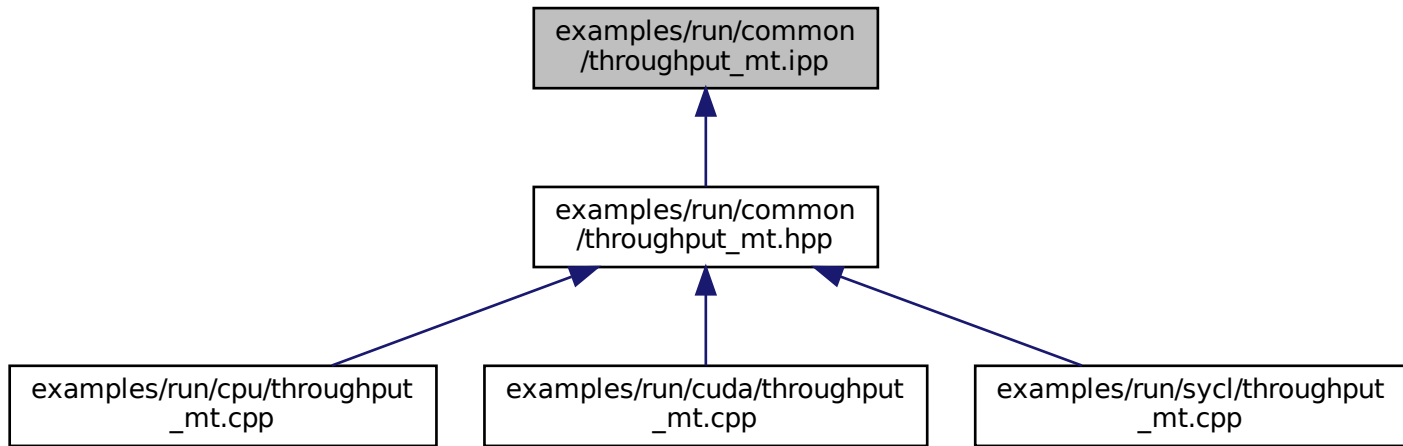 examples/run/common
/throughput_mt.ipp
examples/run/common
/throughput_mt.hpp
examples/run/cpu/throughput
_mt.cpp
examples/run/cuda/throughput
_mt.cpp
examples/run/sycl/throughput
_mt.cpp